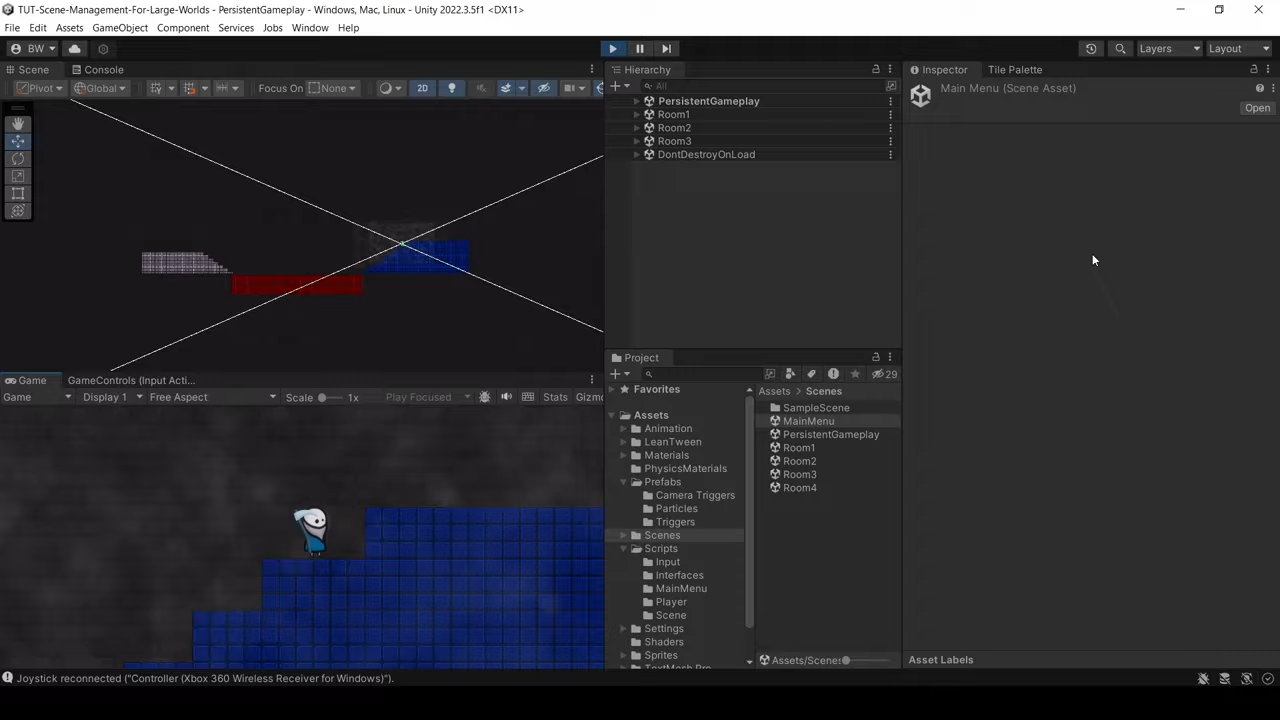 TUT-Scene-Management-For-Large-Worlds - PersistentGameplay - Windows, Mac, Linux - Unity 2022.3.5f1 <DX11>
File Edit Assets GameObject Component Services Jobs Window Help
BW Layers Layout
Scene Console
Pivot Global Focus On None 2D
Game GameControls (Input Acti...
Game Display 1 Free Aspect Scale 1x Play Focused Stats Gizmo
Hierarchy
All
PersistentGameplay
Room1
Room2
Room3
DontDestroyOnLoad
Project
29
Favorites
Assets
Animation
LeanTween
Materials
PhysicsMaterials
Prefabs
Camera Triggers
Particles
Triggers
Scenes
Scripts
Input
Interfaces
MainMenu
Player
Scene
Settings
Shaders
Sprites
TextMesh Pro
Assets Scenes
SampleScene
MainMenu
PersistentGameplay
Room1
Room2
Room3
Room4
Assets/Scenes
Inspector Tile Palette
Main Menu (Scene Asset)
Open
Asset Labels
Joystick reconnected ("Controller (Xbox 360 Wireless Receiver for Windows)").